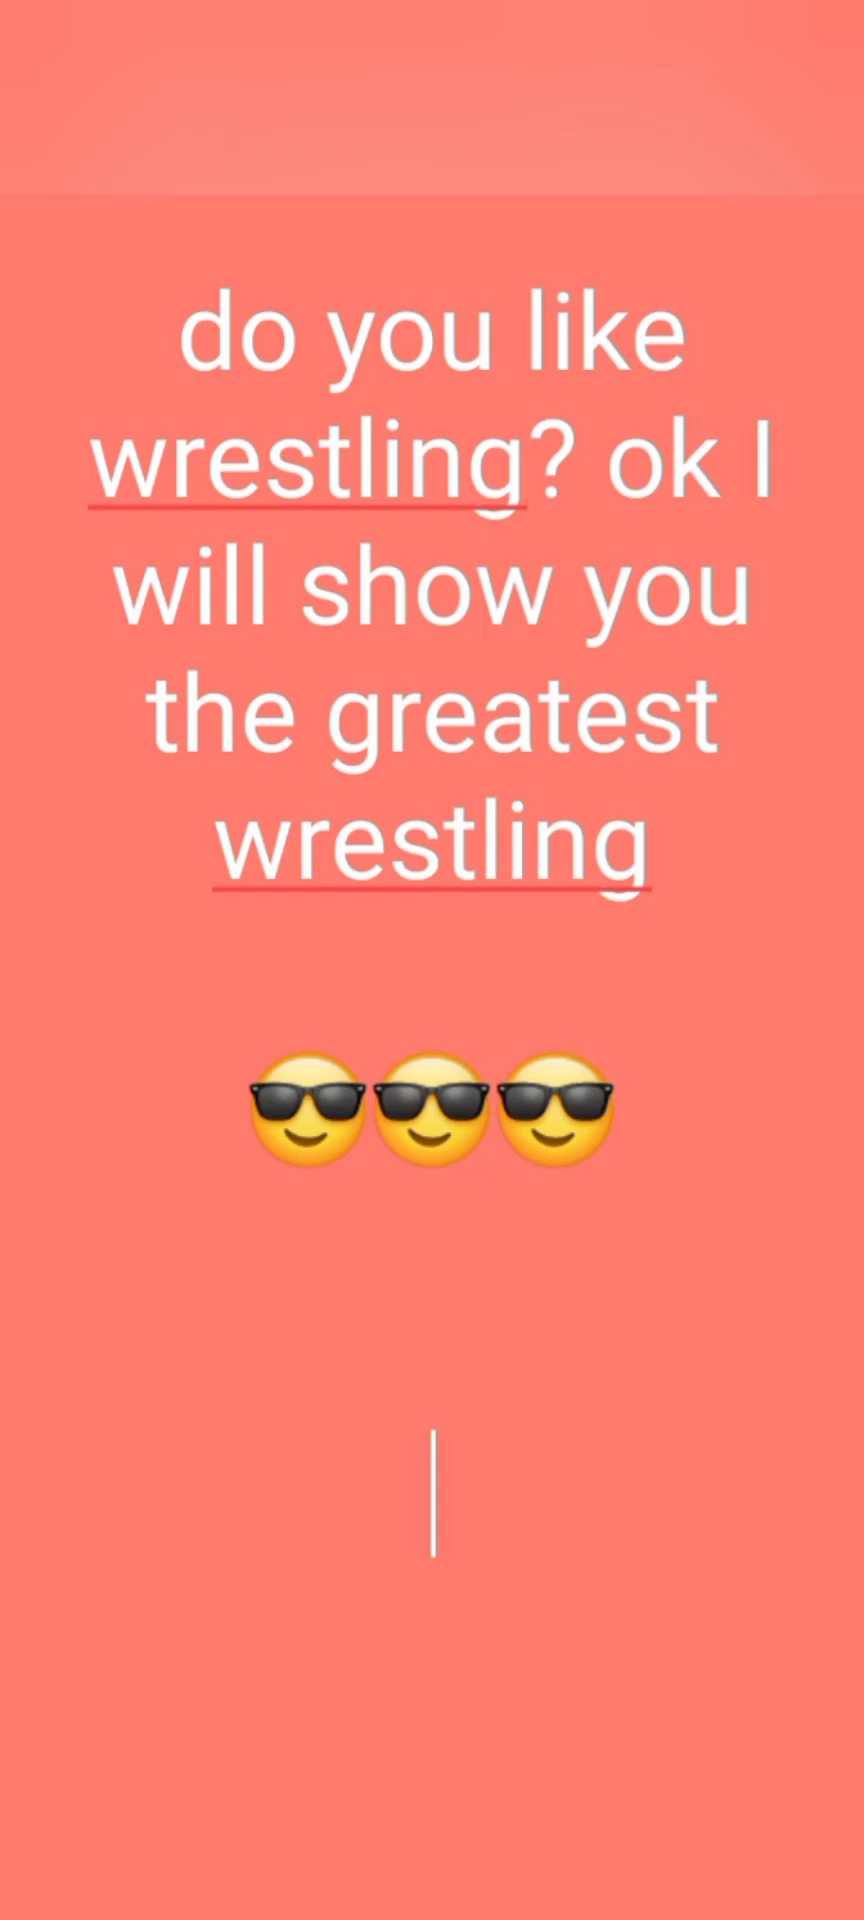 do you like
wrestling? ok I
will show you
the greatest
wrestling
😎😎😎